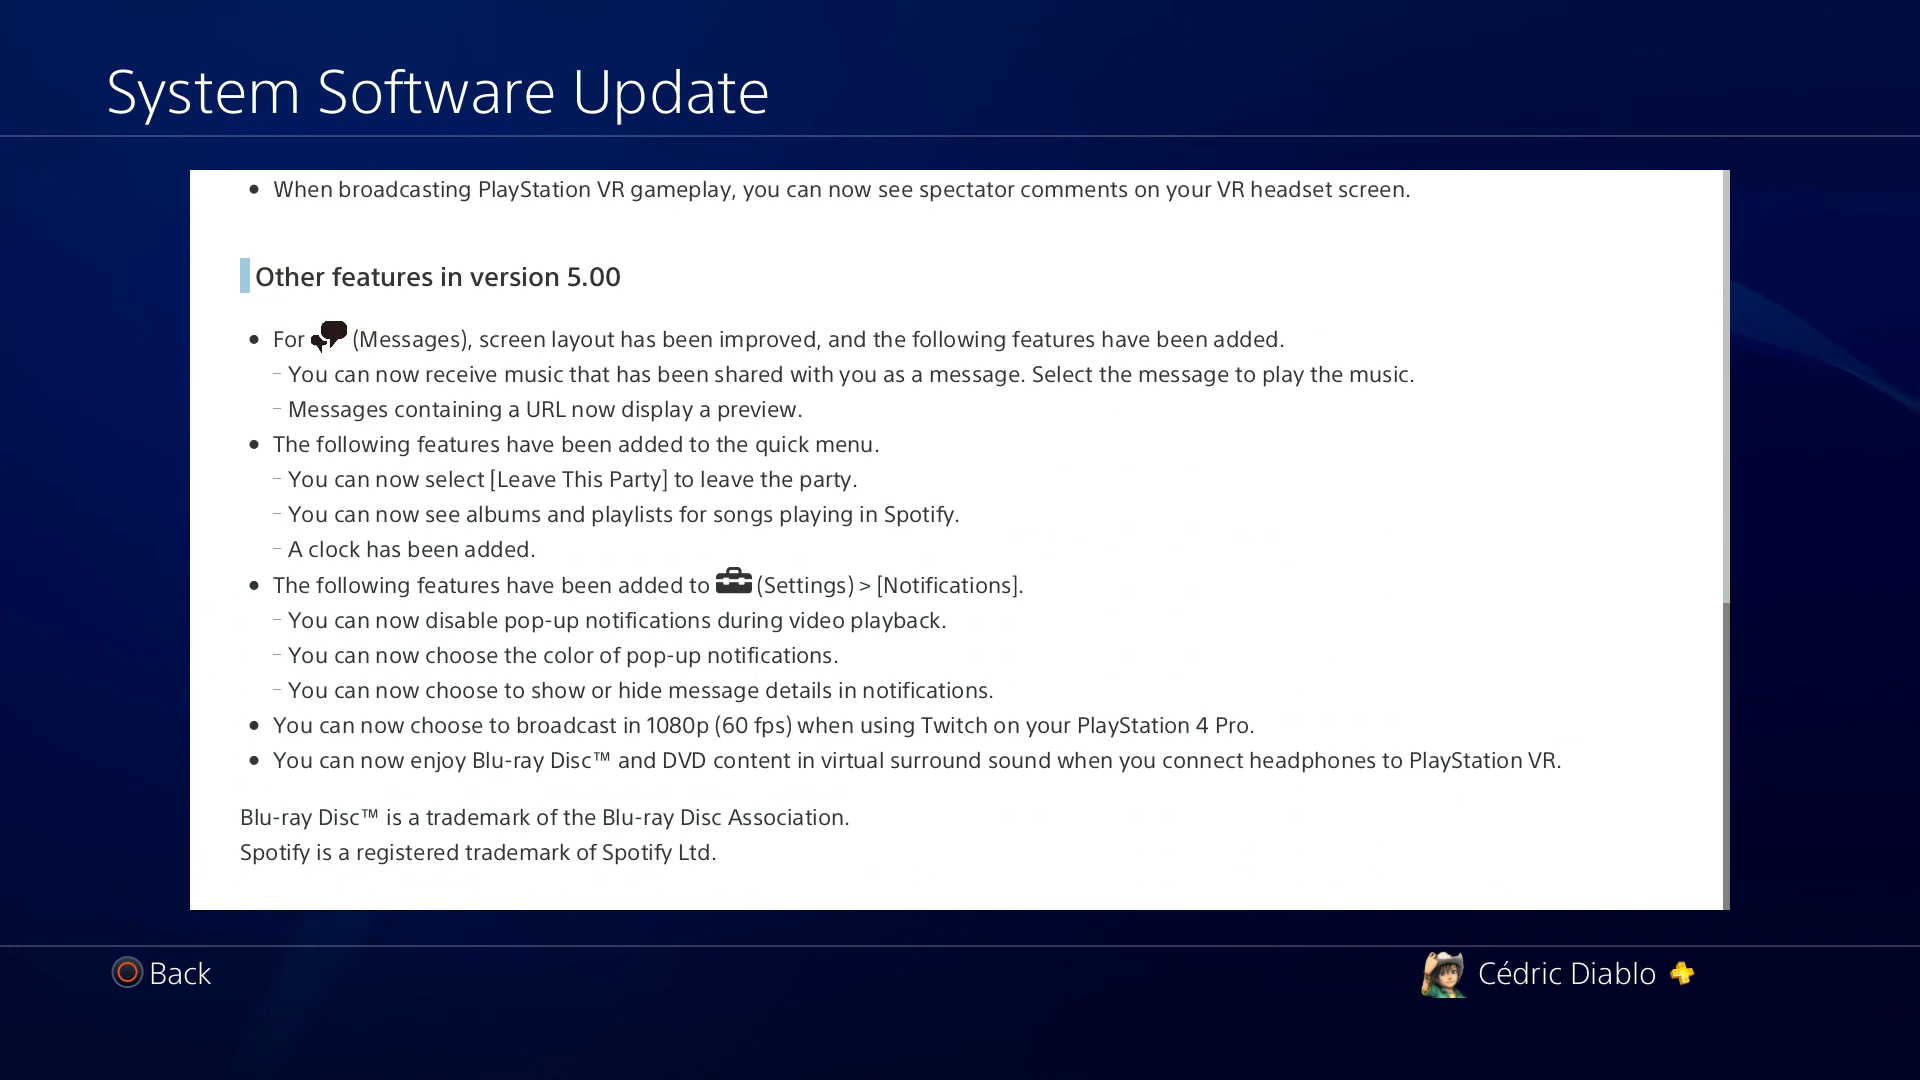 System Software Update
● When broadcasting PlayStation VR gameplay, you can now see spectator comments on your VR headset screen.
Other features in version 5.00
● For (Messages), screen layout has been improved, and the following features have been added.
– You can now receive music that has been shared with you as a message. Select the message to play the music.
– Messages containing a URL now display a preview.
● The following features have been added to the quick menu.
– You can now select [Leave This Party] to leave the party.
– You can now see albums and playlists for songs playing in Spotify.
– A clock has been added.
● The following features have been added to (Settings) > [Notifications].
– You can now disable pop-up notifications during video playback.
– You can now choose the color of pop-up notifications.
– You can now choose to show or hide message details in notifications.
● You can now choose to broadcast in 1080p (60 fps) when using Twitch on your PlayStation 4 Pro.
● You can now enjoy Blu-ray Disc™ and DVD content in virtual surround sound when you connect headphones to PlayStation VR.
Blu-ray Disc™ is a trademark of the Blu-ray Disc Association.
Spotify is a registered trademark of Spotify Ltd.
Back
Cédric Diablo